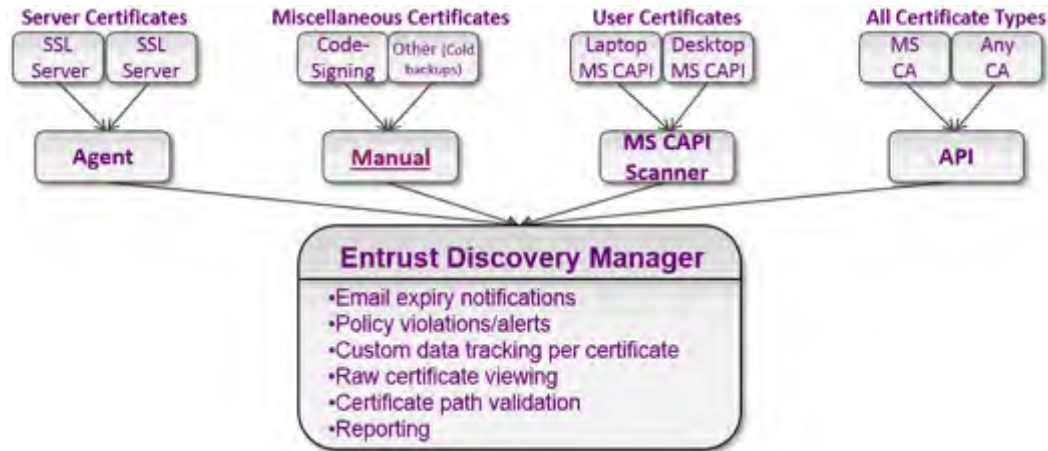 Server Certificates
Miscellaneous Certificates
User Certificates
All Certificate Types
SSL Server
SSL Server
Code-Signing
Other (Cold backups)
Laptop MS CAPI
Desktop MS CAPI
MS CA
Any CA
Agent
Manual
MS CAPI Scanner
API
Entrust Discovery Manager
•Email expiry notifications
•Policy violations/alerts
•Custom data tracking per certificate
•Raw certificate viewing
•Certificate path validation
•Reporting